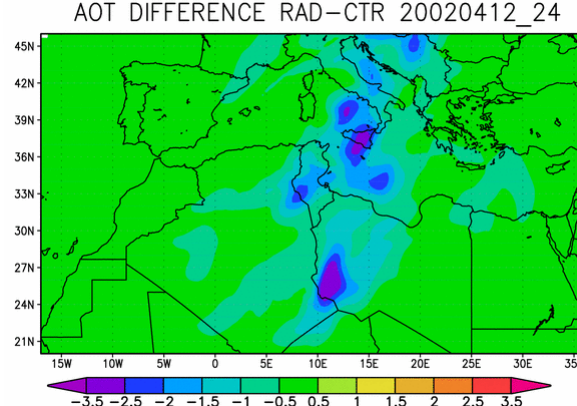 AOT DIFFERENCE RAD-CTR 20020412_24
45N
42N
39N
36N
33N
30N
27N
24N
21N
15W 10W 5W 0 5E 10E 15E 20E 25E 30E 35E
-3.5 -2.5 -2 -1.5 -1 -0.5 0.5 1 1.5 2 2.5 3.5